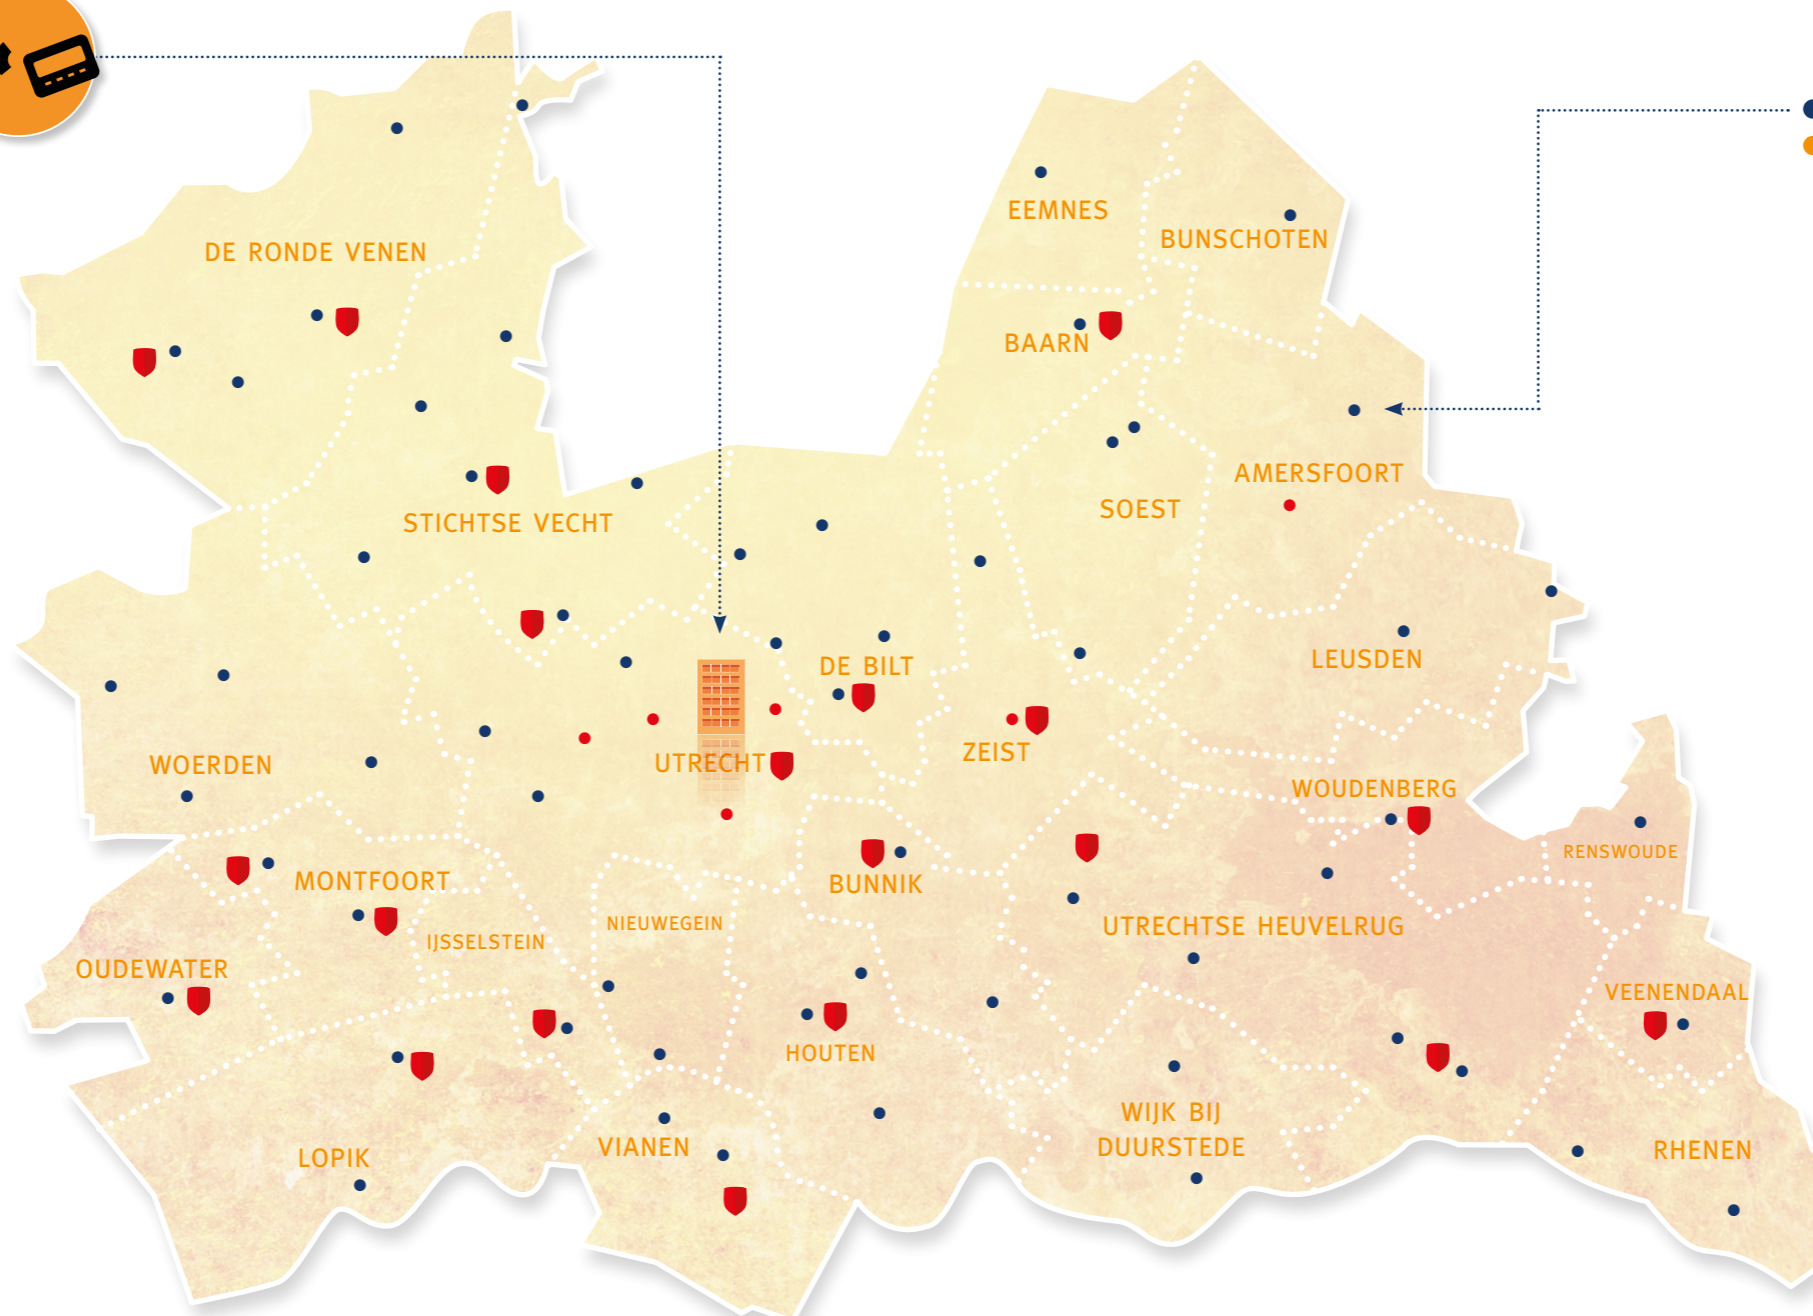 EEMNES
BUNSCHOTEN
DE RONDE VENEN
BAARN
AMERSFOORT
SOEST
STICHTSE VECHT
LEUSDEN
DE BILT
ZEIST
WOERDEN
UTRECHT
WOUDENBERG
RENSWOUDE
MONTFOORT
BUNNIK
NIEUWEGEIN
UTRECHTSE HEUVELRUG
IJSSELSTEIN
OUDEWATER
VEENENDAAL
HOUTEN
WIJK BIJ
DUURSTEDE
VIANEN
RHENEN
LOPIK